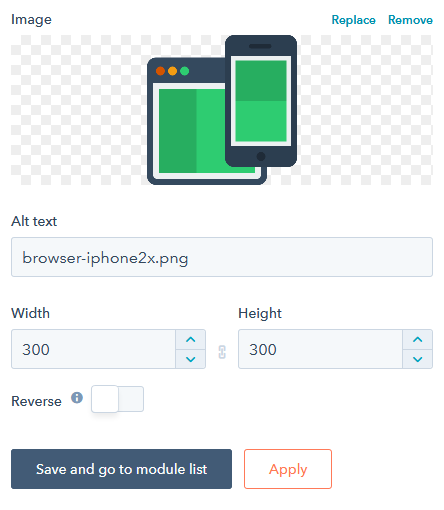 Image Replace Remove
Alt text
browser-iphone2x.png
Width Height
300 300
Reverse
Save and go to module list Apply